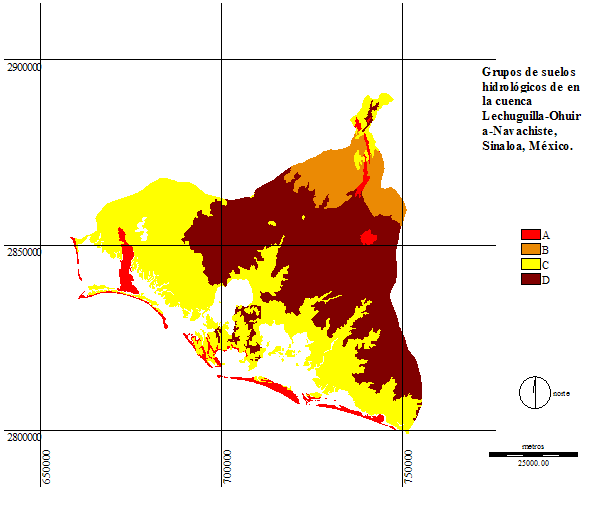 2900000
Grupos de suelos
hidrológicos de en
la cuenca
Lechuguilla-Ohuir
a-Navachiste,
Sinaloa, México.
A
B
C
D
2850000
norte
2800000
metros
25000.00
650000
700000
750000